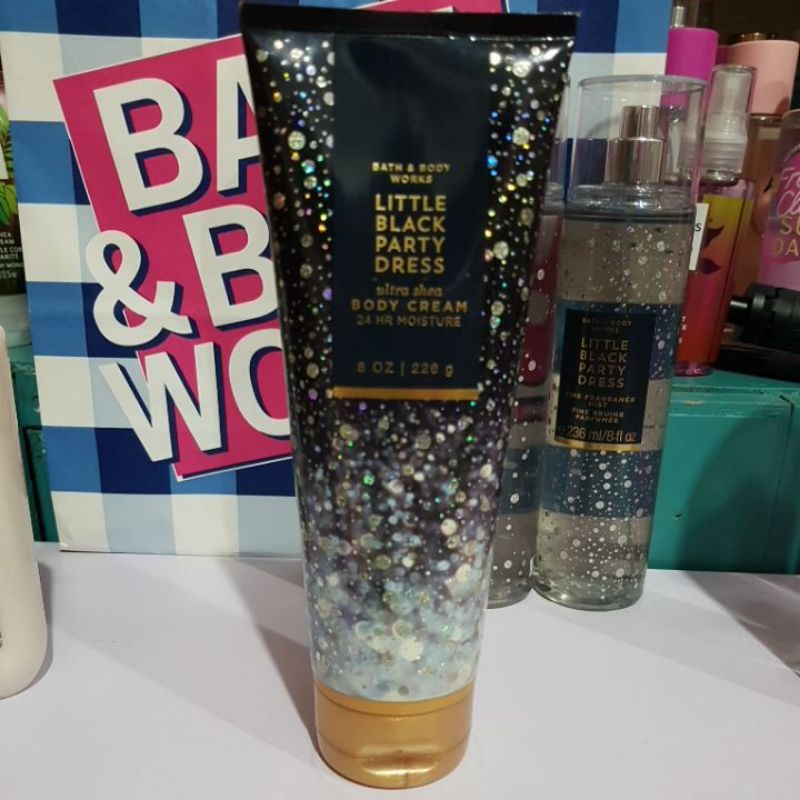 BA
& B
WO
BATH & BODY
WORKS
LITTLE
BLACK
PARTY
DRESS
ultra shea
BODY CREAM
24 HR MOISTURE
8 OZ | 226 g
BATH & BODY
WORKS
LITTLE
BLACK
PARTY
DRESS
FINE FRAGRANCE
MIST
FINE BRUINE
PARFUMÉE
236 ml/8 fl oz